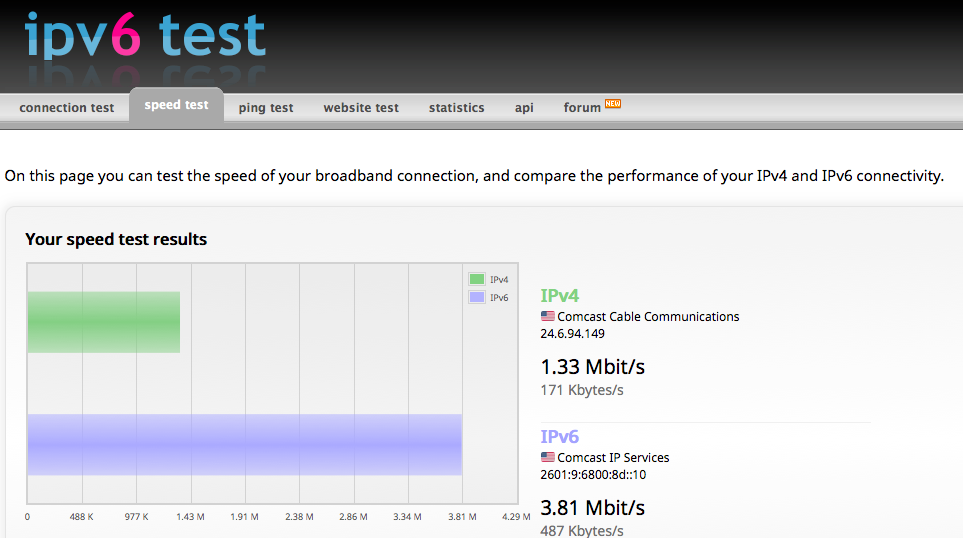 ipv6 test
connection test
speed test
ping test
website test
statistics
api
forum NEW
On this page you can test the speed of your broadband connection, and compare the performance of your IPv4 and IPv6 connectivity.
Your speed test results
IPv4
IPv6
0 488 K 977 K 1.43 M 1.91 M 2.38 M 2.86 M 3.34 M 3.81 M 4.29 M
IPv4
Comcast Cable Communications
24.6.94.149
1.33 Mbit/s
171 Kbytes/s
IPv6
Comcast IP Services
2601:9:6800:8d::10
3.81 Mbit/s
487 Kbytes/s